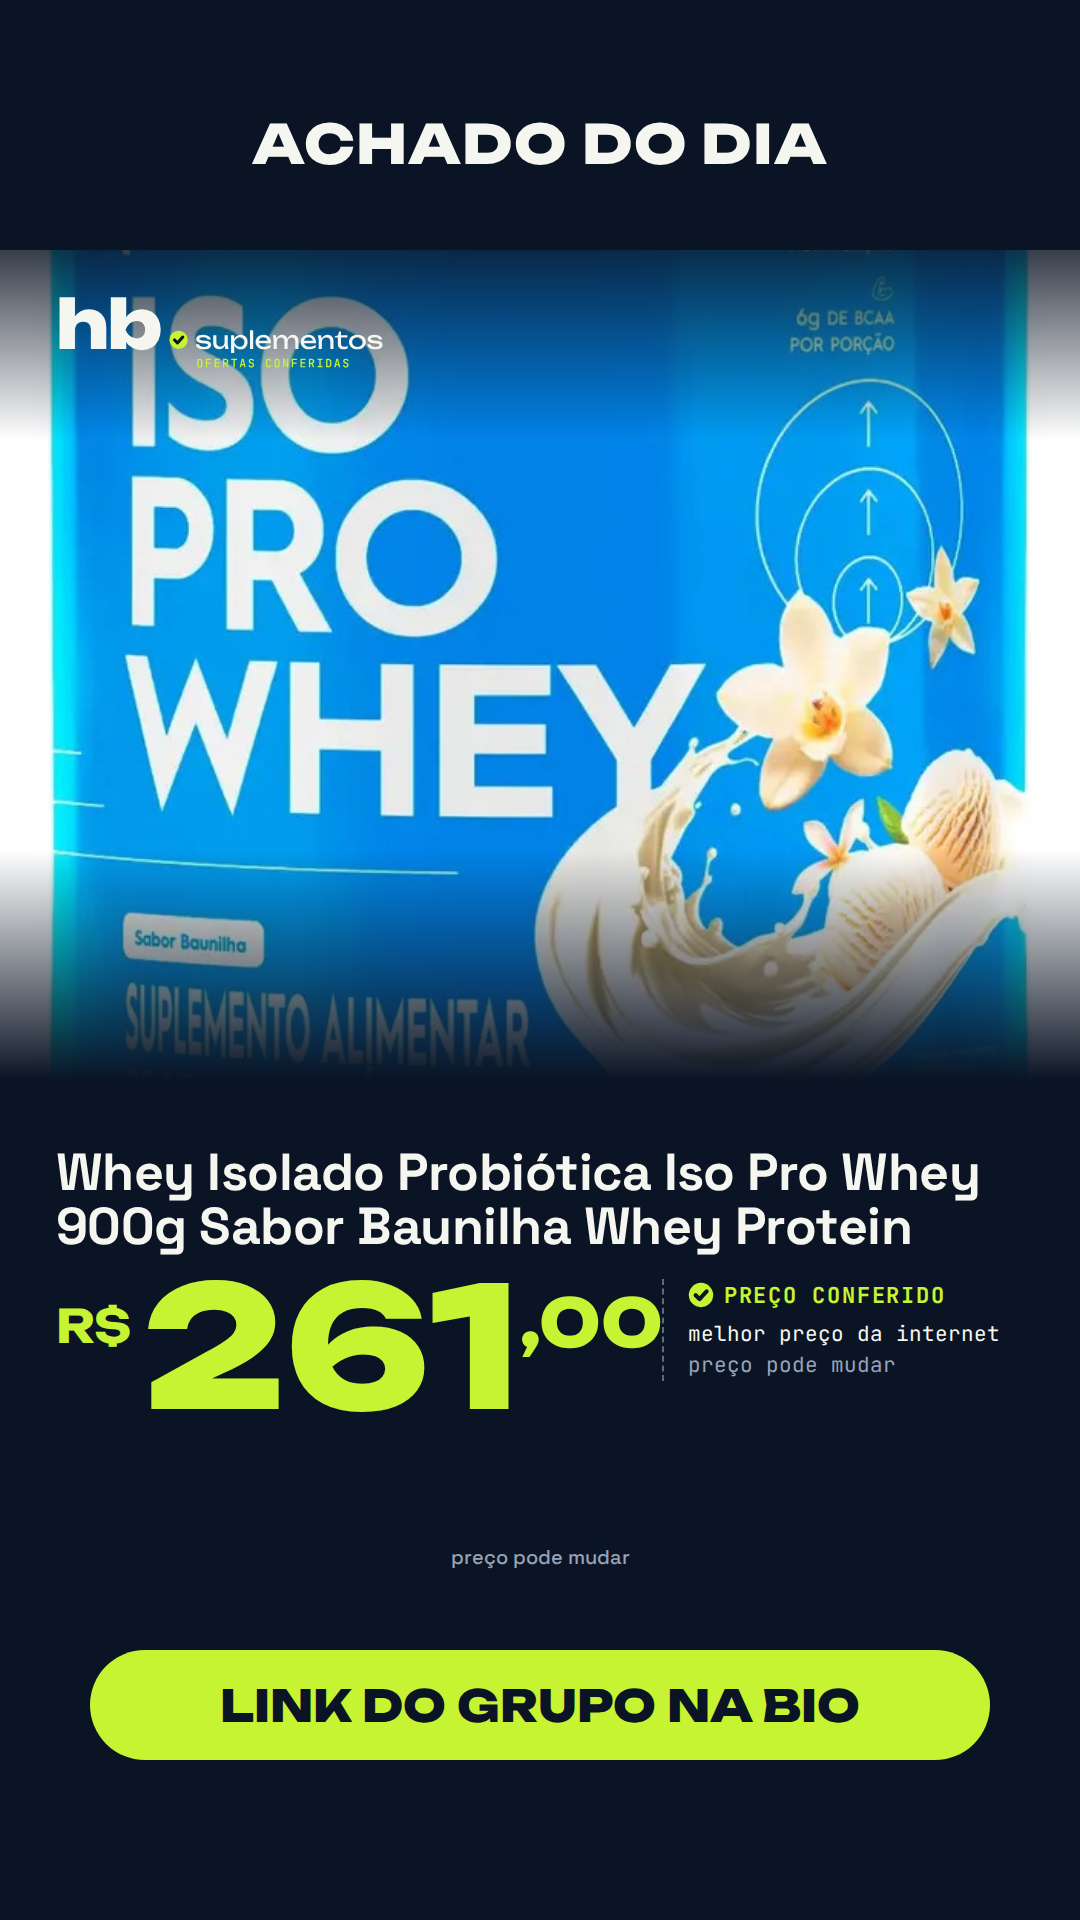 ACHADO DO DIA
hb suplementos
OFERTAS CONFERIDAS
6g DE BCAA
POR PORÇÃO
ISO
PRO
WHEY
Sabor Baunilha
SUPLEMENTO ALIMENTAR
Whey Isolado Probiótica Iso Pro Whey
900g Sabor Baunilha Whey Protein
R$ 261,00
PREÇO CONFERIDO
melhor preço da internet
preço pode mudar
preço pode mudar
LINK DO GRUPO NA BIO